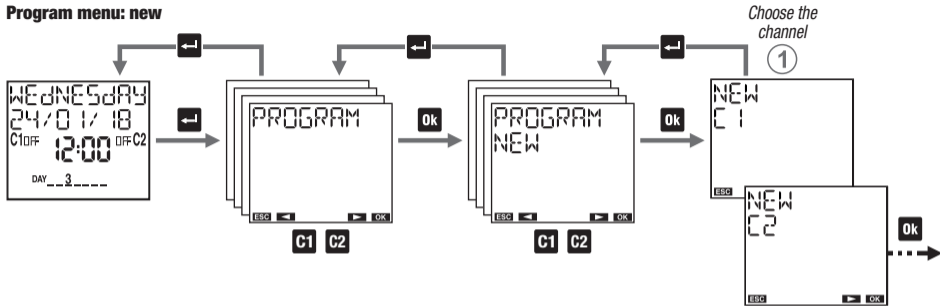 Program menu: new
Choose the
channel
1
WEdNESdAY
24/01/18
C1 OFF 12:00 OFF C2
DAY 3
PROGRAM
ESC ◄ ► OK
C1 C2
Ok
PROGRAM
NEW
ESC ◄ ► OK
C1 C2
Ok
NEW
C1
ESC
NEW
C2
ESC ► OK
Ok